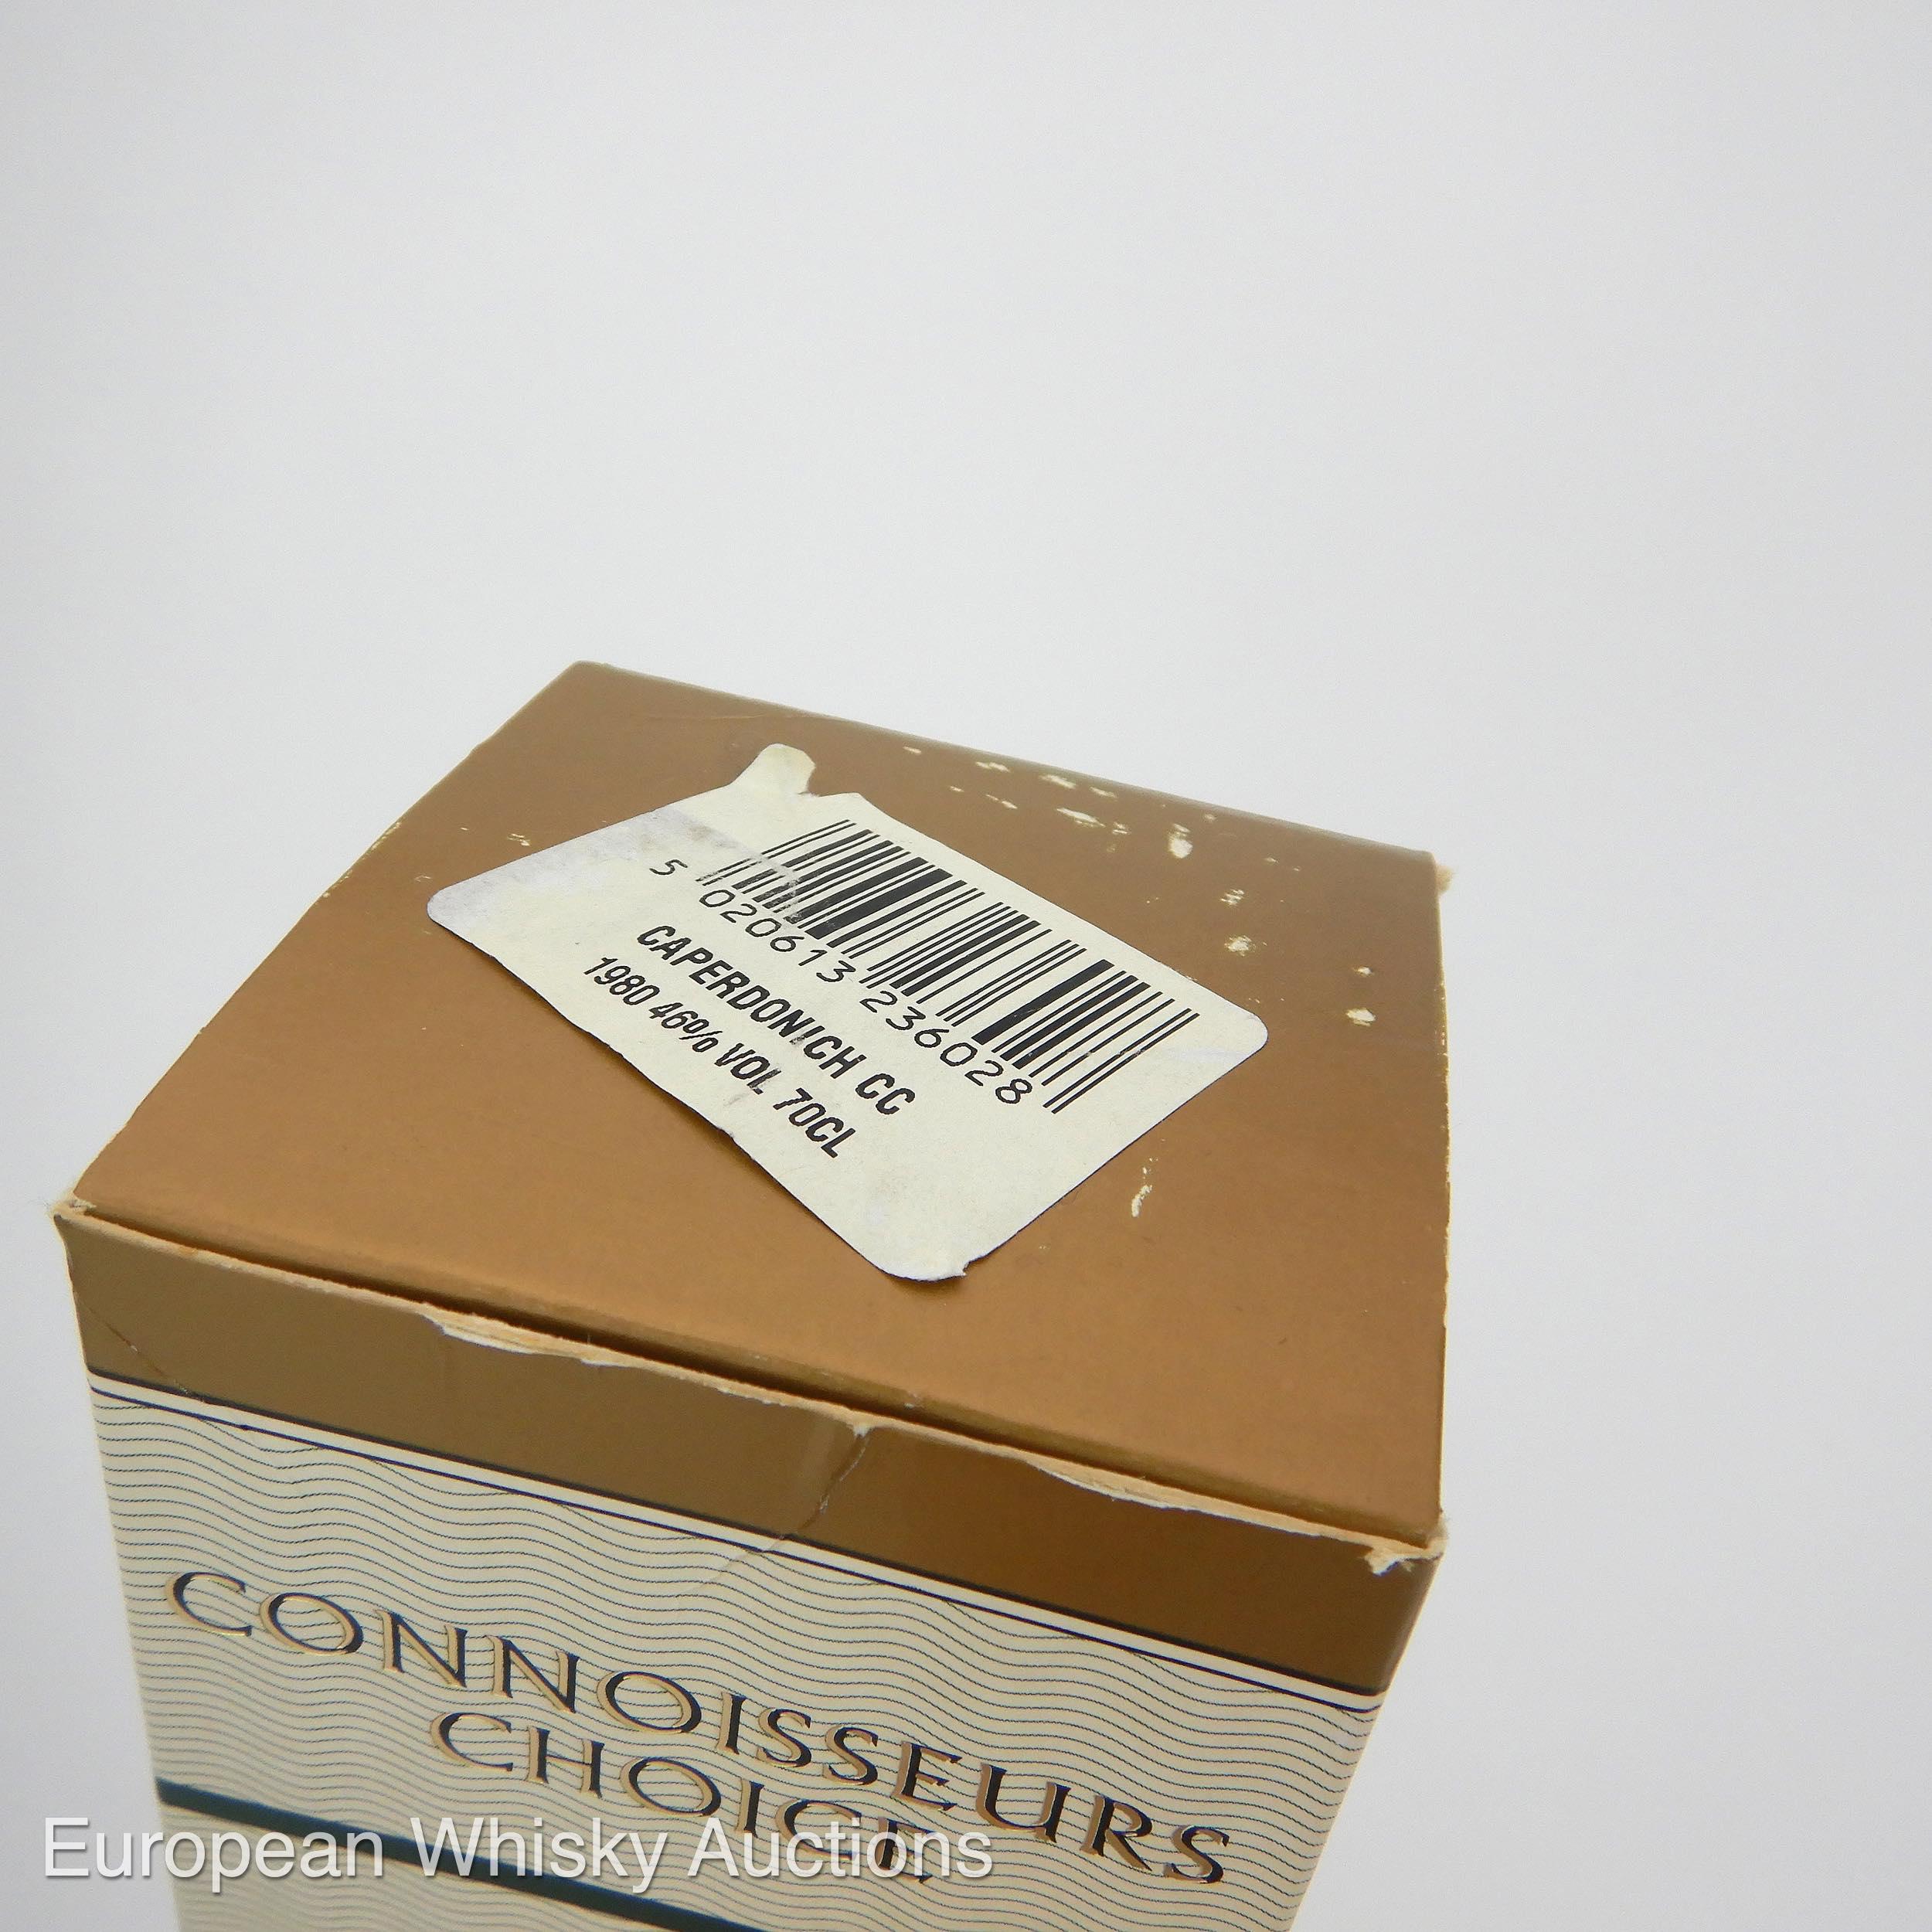 5 020613 236028
CAPERDONICH CC
1980 46% VOL 70CL
CONNOISSEURS
CHOICE
European Whisky Auctions